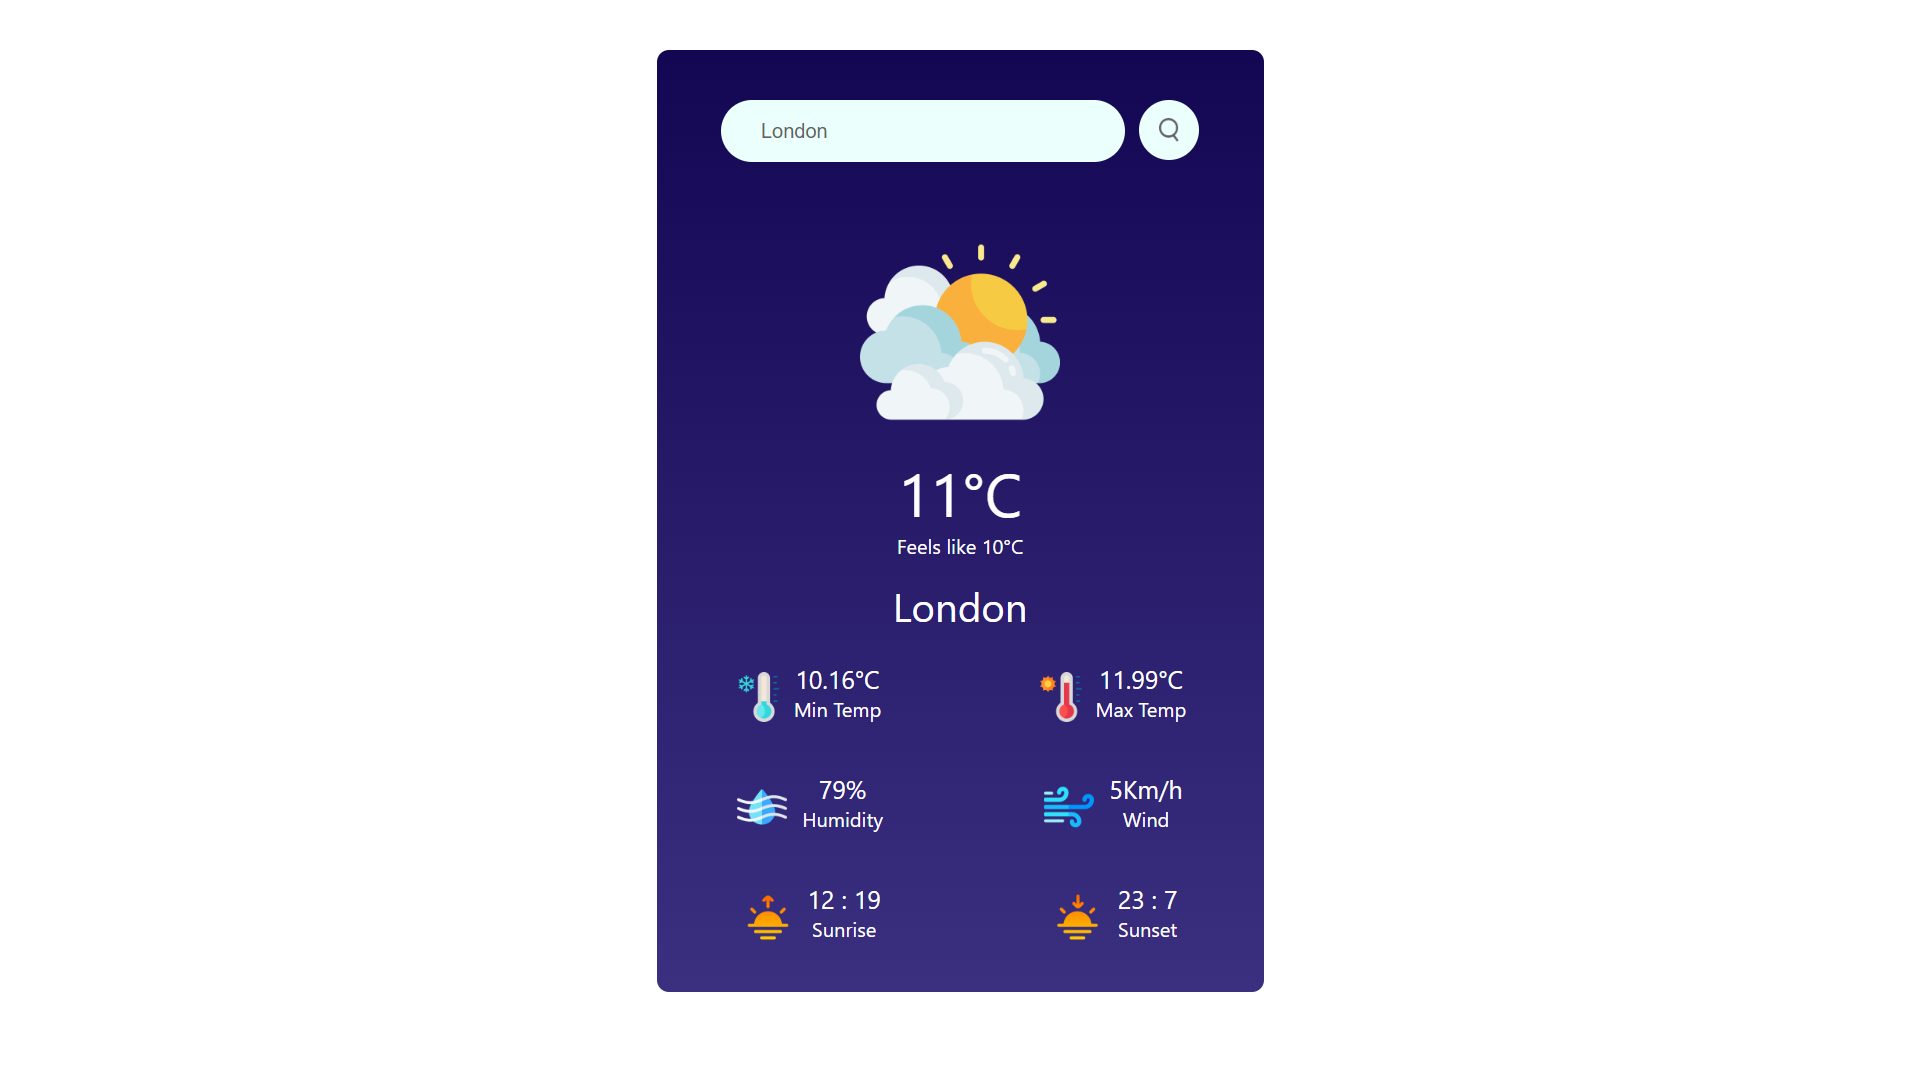 London
11°C
Feels like 10°C
London
10.16°C
Min Temp
11.99°C
Max Temp
79%
Humidity
5Km/h
Wind
12 : 19
Sunrise
23 : 7
Sunset